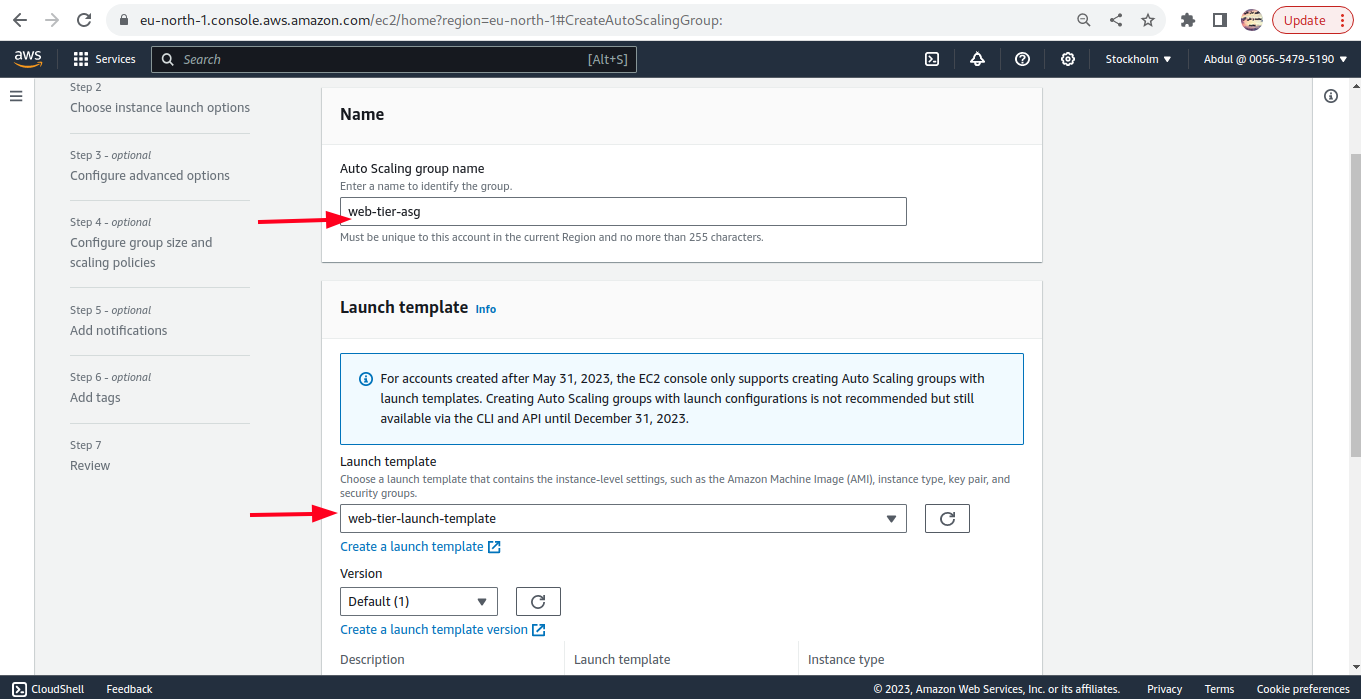 eu-north-1.console.aws.amazon.com/ec2/home?region=eu-north-1#CreateAutoScalingGroup:
Update
aws
Services
Search
[Alt+S]
Stockholm
Abdul @ 0056-5479-5190
Step 2
Choose instance launch options
Step 3 - optional
Configure advanced options
Step 4 - optional
Configure group size and
scaling policies
Step 5 - optional
Add notifications
Step 6 - optional
Add tags
Step 7
Review
Name
Auto Scaling group name
Enter a name to identify the group.
web-tier-asg
Must be unique to this account in the current Region and no more than 255 characters.
Launch template Info
For accounts created after May 31, 2023, the EC2 console only supports creating Auto Scaling groups with
launch templates. Creating Auto Scaling groups with launch configurations is not recommended but still
available via the CLI and API until December 31, 2023.
Launch template
Choose a launch template that contains the instance-level settings, such as the Amazon Machine Image (AMI), instance type, key pair, and
security groups.
web-tier-launch-template
Create a launch template
Version
Default (1)
Create a launch template version
Description
Launch template
Instance type
CloudShell
Feedback
© 2023, Amazon Web Services, Inc. or its affiliates.
Privacy
Terms
Cookie preferences